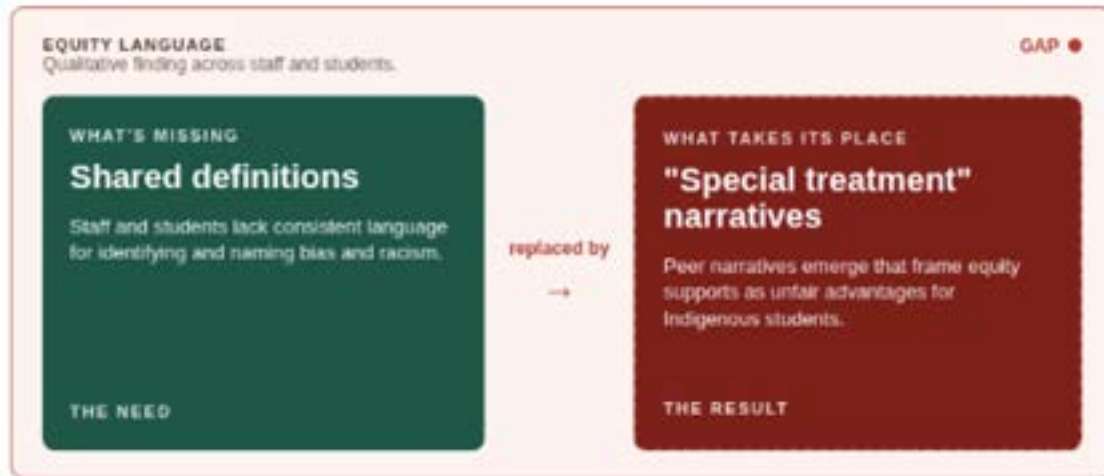 EQUITY LANGUAGE
Qualitative finding across staff and students.
GAP
WHAT'S MISSING
Shared definitions
Staff and students lack consistent language
for identifying and naming bias and racism.
THE NEED
replaced by
→
WHAT TAKES ITS PLACE
"Special treatment"
narratives
Peer narratives emerge that frame equity
supports as unfair advantages for
Indigenous students.
THE RESULT